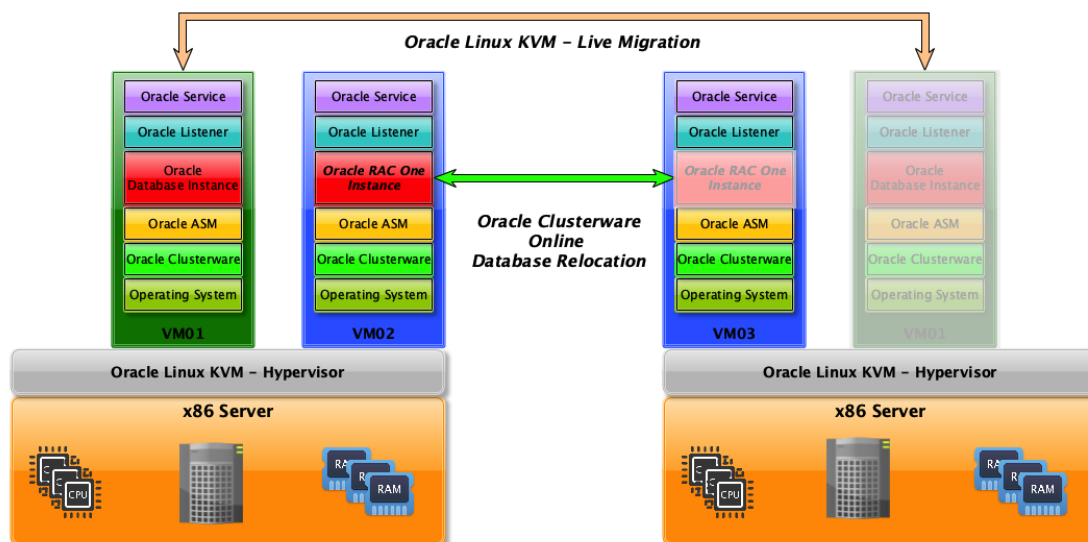 Oracle Linux KVM – Live Migration
Oracle Service
Oracle Listener
Oracle
Database Instance
Oracle ASM
Oracle Clusterware
Operating System
VM01
Oracle Service
Oracle Listener
Oracle RAC One
Instance
Oracle ASM
Oracle Clusterware
Operating System
VM02
Oracle Clusterware
Online
Database Relocation
Oracle Service
Oracle Listener
Oracle RAC One
Instance
Oracle ASM
Oracle Clusterware
Operating System
VM03
Oracle Service
Oracle Listener
Oracle
Database Instance
Oracle ASM
Oracle Clusterware
Operating System
VM01
Oracle Linux KVM – Hypervisor
x86 Server
CPU
RAM
RAM
RAM
Oracle Linux KVM – Hypervisor
x86 Server
CPU
RAM
RAM
RAM